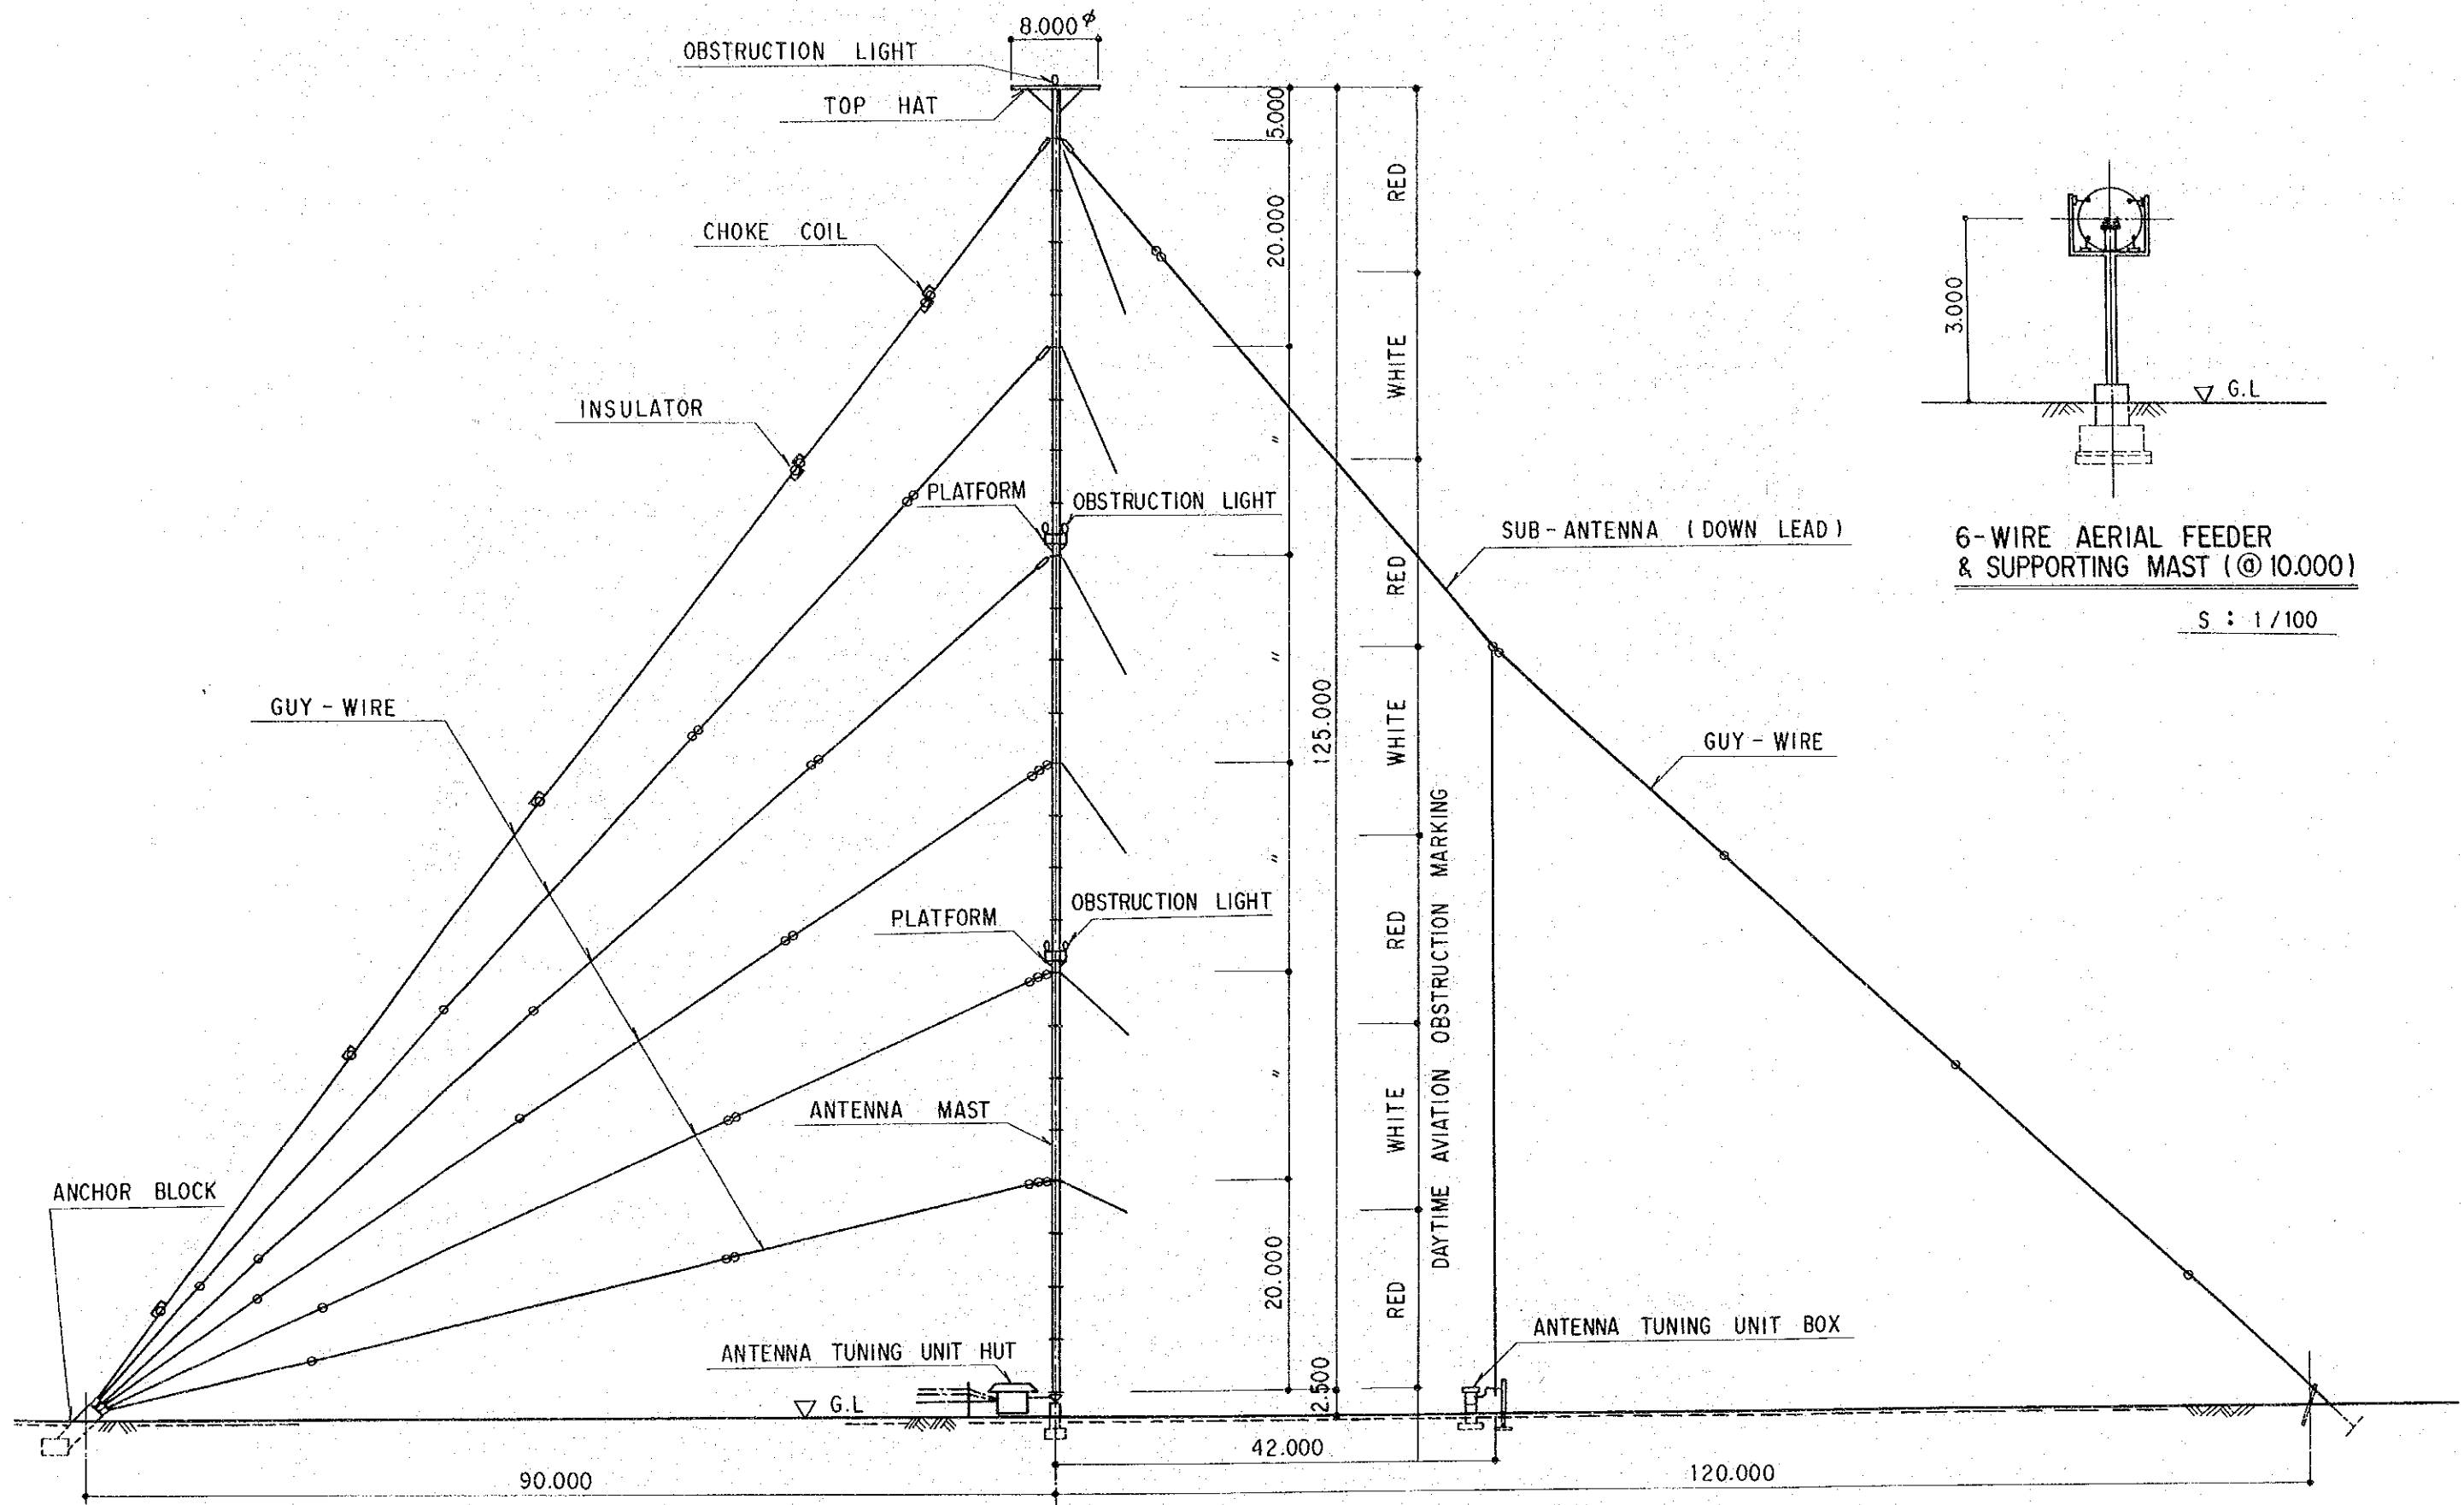 8.000ᶲ
OBSTRUCTION LIGHT
TOP HAT
5.000
RED
20.000
CHOKE COIL
3.000
WHITE
G.L
INSULATOR
"
PLATFORM
OBSTRUCTION LIGHT
SUB-ANTENNA (DOWN LEAD)
6-WIRE AERIAL FEEDER
& SUPPORTING MAST (@ 10.000)
RED
S : 1/100
"
GUY-WIRE
125.000
WHITE
GUY-WIRE
"
PLATFORM
OBSTRUCTION LIGHT
RED
DAYTIME AVIATION OBSTRUCTION MARKING
"
ANTENNA MAST
WHITE
ANCHOR BLOCK
20.000
RED
ANTENNA TUNING UNIT HUT
ANTENNA TUNING UNIT BOX
G.L
2.500
42.000
90.000
120.000